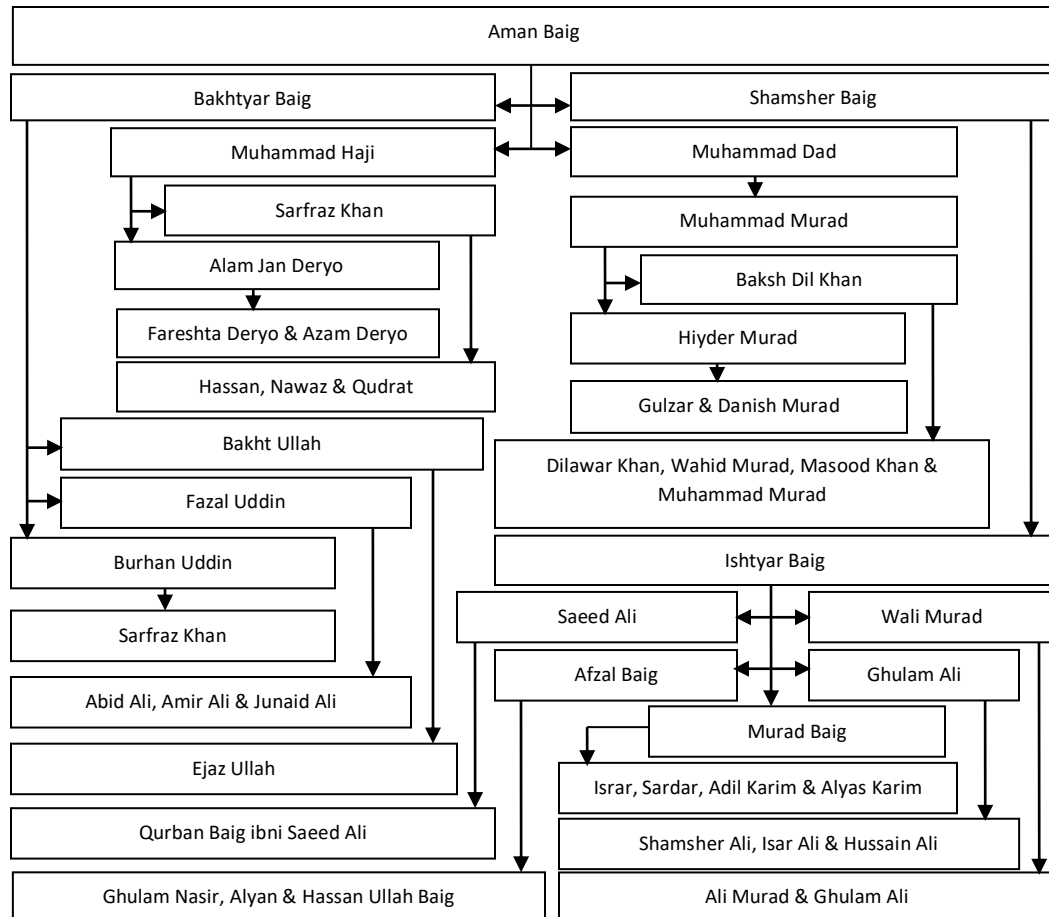 Aman Baig
Bakhtyar Baig
Shamsher Baig
Muhammad Haji
Muhammad Dad
Sarfraz Khan
Muhammad Murad
Alam Jan Deryo
Baksh Dil Khan
Fareshta Deryo & Azam Deryo
Hiyder Murad
Hassan, Nawaz & Qudrat
Gulzar & Danish Murad
Bakht Ullah
Dilawar Khan, Wahid Murad, Masood Khan &
Muhammad Murad
Fazal Uddin
Burhan Uddin
Ishtyar Baig
Sarfraz Khan
Saeed Ali
Wali Murad
Afzal Baig
Ghulam Ali
Abid Ali, Amir Ali & Junaid Ali
Murad Baig
Ejaz Ullah
Israr, Sardar, Adil Karim & Alyas Karim
Qurban Baig ibni Saeed Ali
Shamsher Ali, Isar Ali & Hussain Ali
Ghulam Nasir, Alyan & Hassan Ullah Baig
Ali Murad & Ghulam Ali